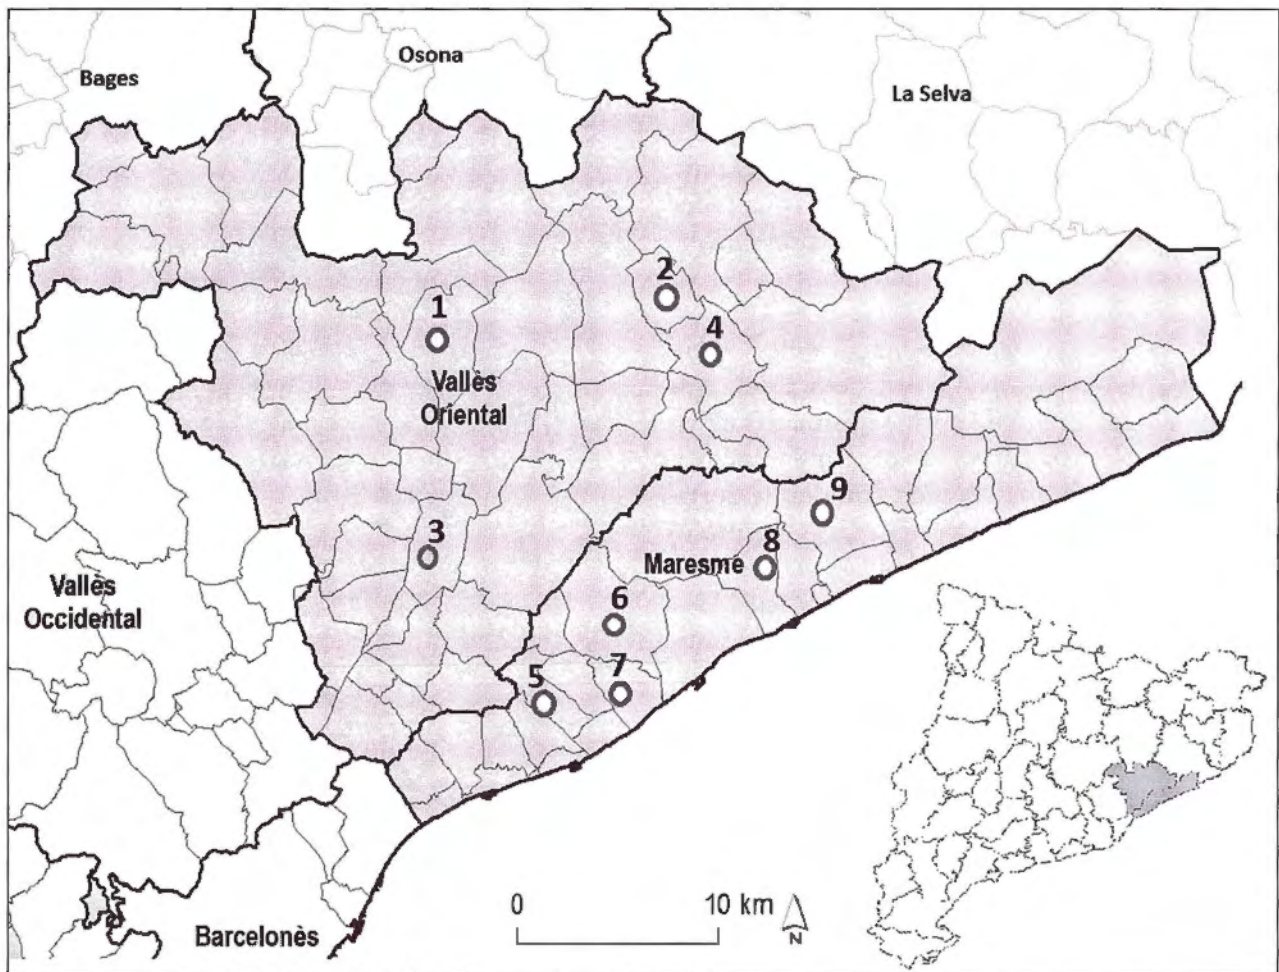 Osona
Bages
La Selva
2
1
4
Vallès
Oriental
9
3
8
Maresme
Vallès
Occidental
6
5
7
0
10 km
N
Barcelonès